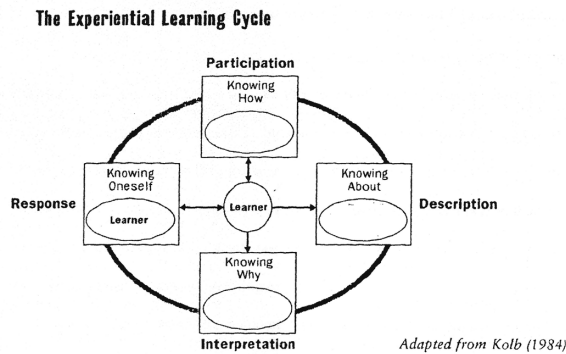 The Experiential Learning Cycle
Participation
Knowing
How
Response
Knowing
Oneself
Learner
Learner
Knowing
About
Description
Knowing
Why
Interpretation
Adapted from Kolb (1984)